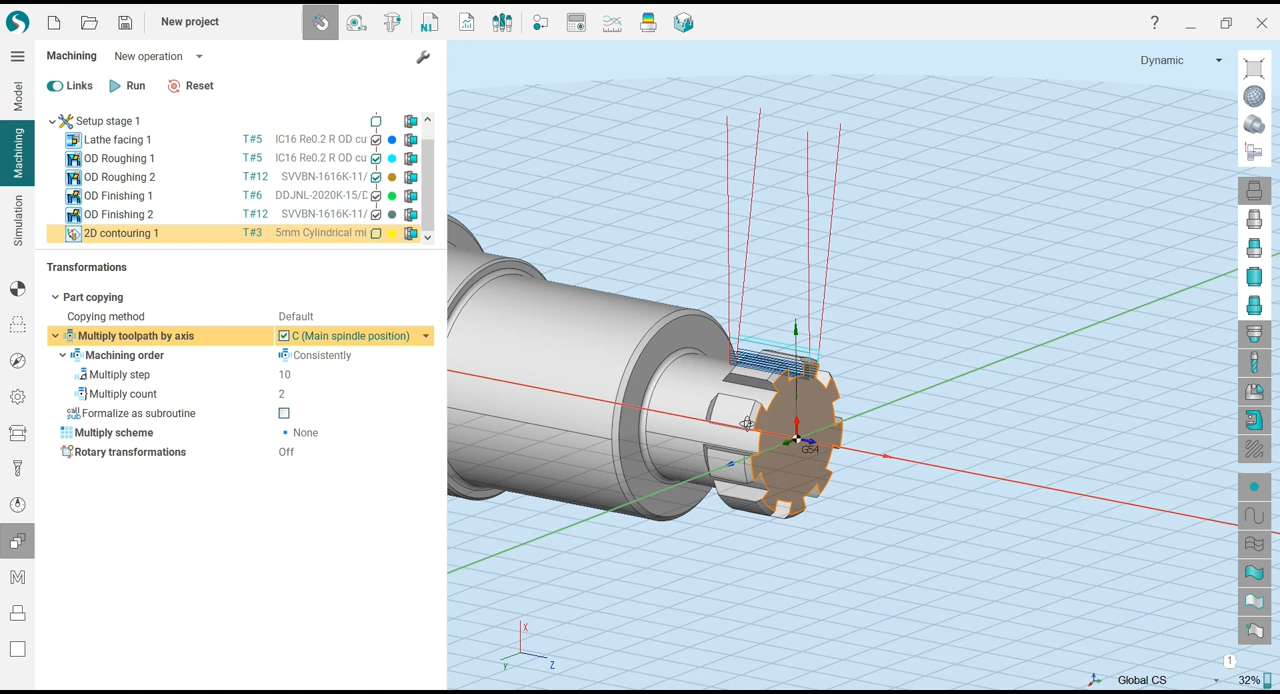 New project
?
Machining New operation
Links Run Reset
Model
Machining
Simulation
Setup stage 1
Lathe facing 1 T#5 IC16 Re0.2 R OD cu
OD Roughing 1 T#5 IC16 Re0.2 R OD cu
OD Roughing 2 T#12 SVVBN-1616K-11/
OD Finishing 1 T#6 DDJNL-2020K-15/D
OD Finishing 2 T#12 SVVBN-1616K-11/
2D contouring 1 T#3 5mm Cylindrical mi
Transformations
Part copying
Copying method Default
Multiply toolpath by axis C (Main spindle position)
Machining order Consistently
Multiply step 10
Multiply count 2
Formalize as subroutine
Multiply scheme None
Rotary transformations Off
Dynamic
G54
X
Y
Z
1
Global CS 32%